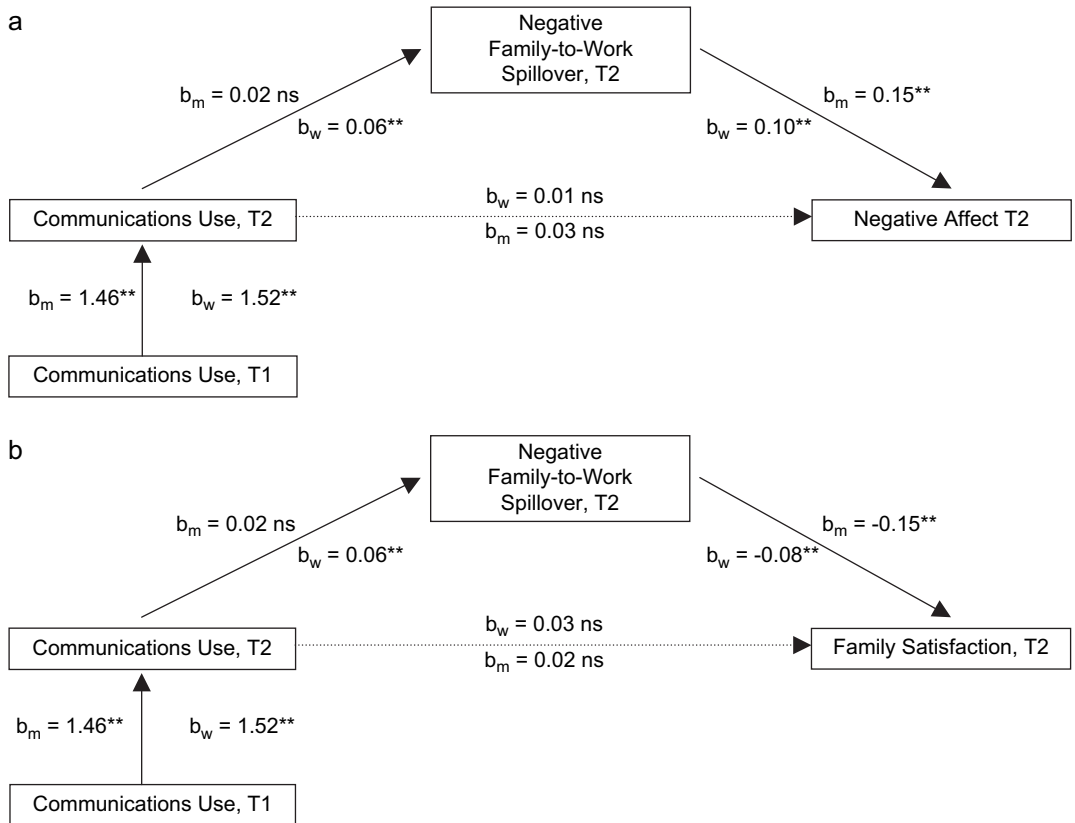 a
Negative
Family-to-Work
Spillover, T2
b_m = 0.02 ns
b_w = 0.06**
b_m = 0.15**
b_w = 0.10**
Communications Use, T2
b_w = 0.01 ns
b_m = 0.03 ns
Negative Affect T2
b_m = 1.46**
b_w = 1.52**
Communications Use, T1
b
Negative
Family-to-Work
Spillover, T2
b_m = 0.02 ns
b_w = 0.06**
b_m = -0.15**
b_w = -0.08**
Communications Use, T2
b_w = 0.03 ns
b_m = 0.02 ns
Family Satisfaction, T2
b_m = 1.46**
b_w = 1.52**
Communications Use, T1